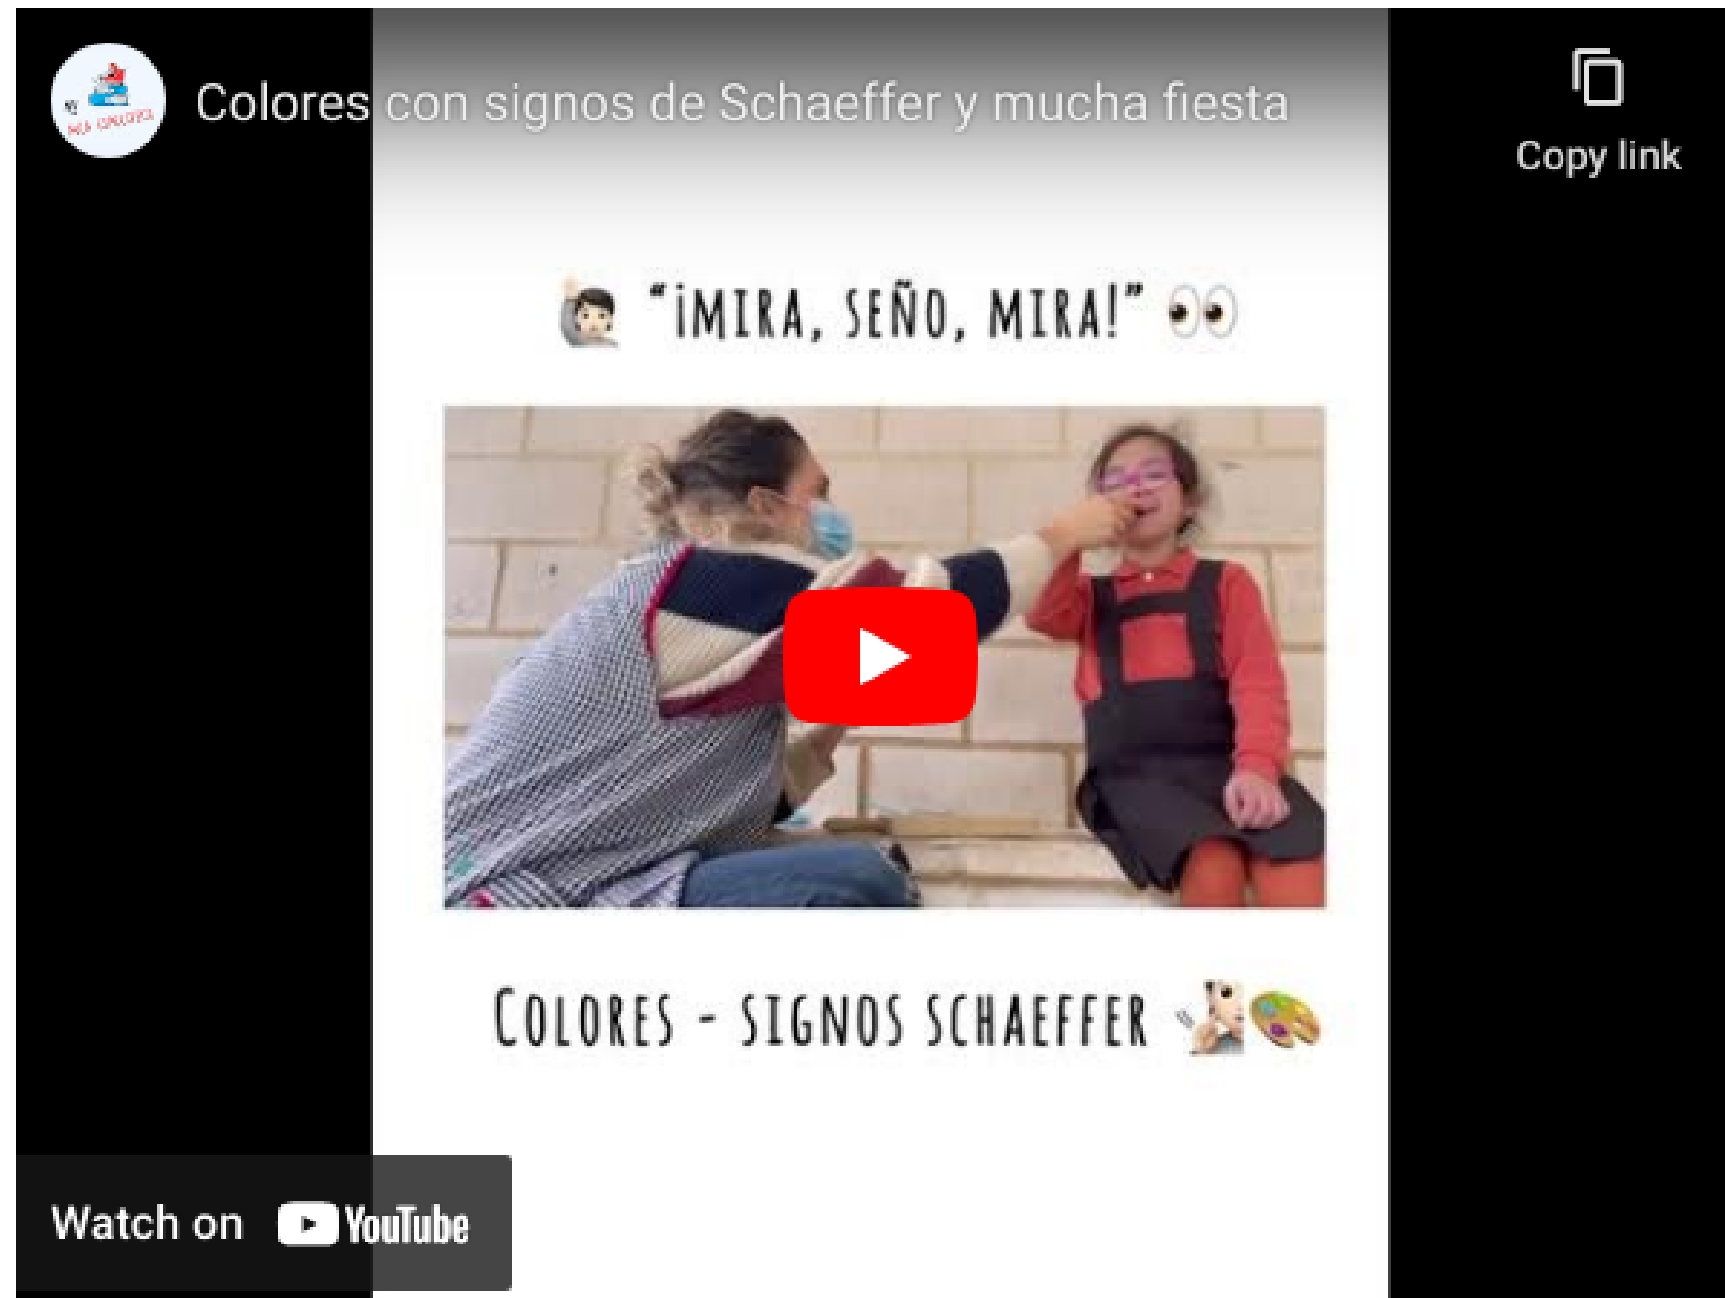 Colores con signos de Schaeffer y mucha fiesta
Copy link
“¡MIRA, SEÑO, MIRA!”
COLORES - SIGNOS SCHAEFFER
Watch on YouTube